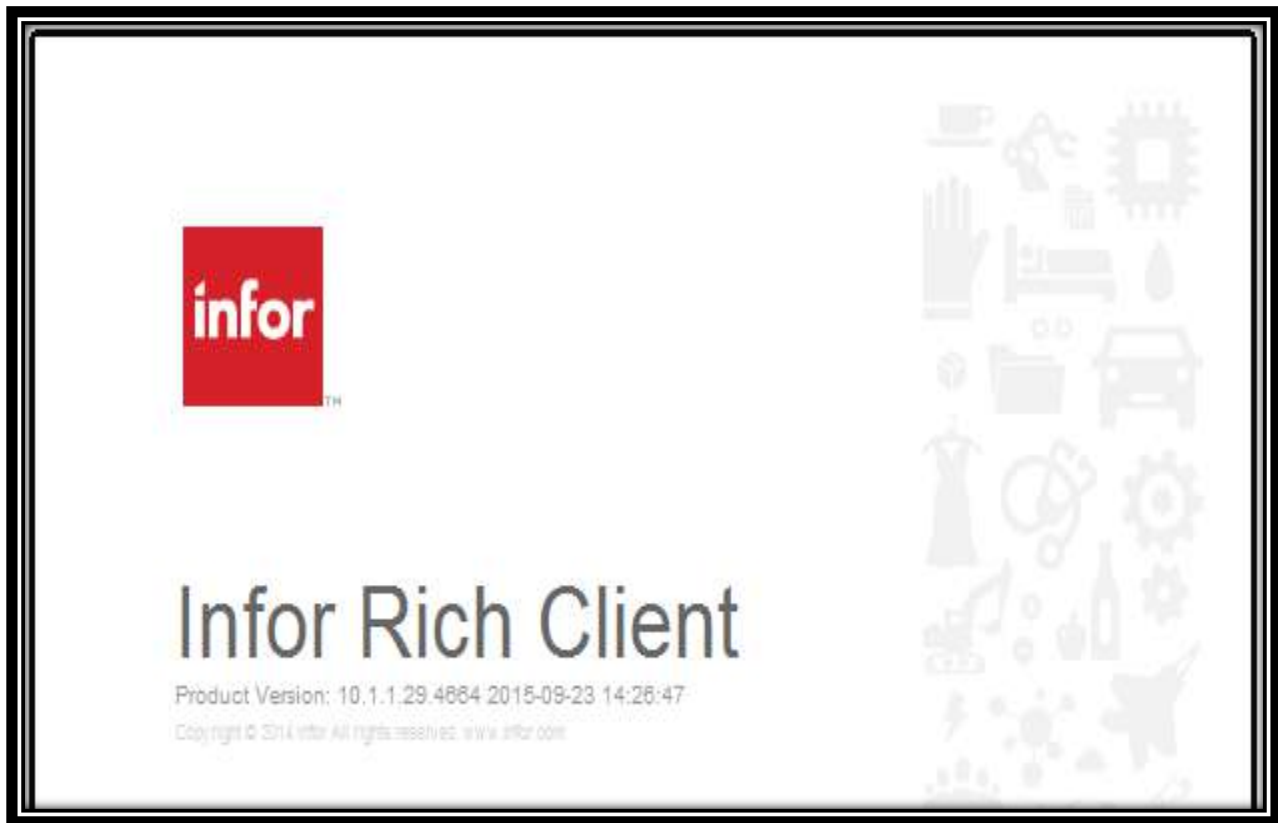 infor
TM
Infor Rich Client
Product Version: 10.1.1.29.4664 2015-09-23 14:26:47
Copyright © 2014 Infor All rights reserved. www.infor.com